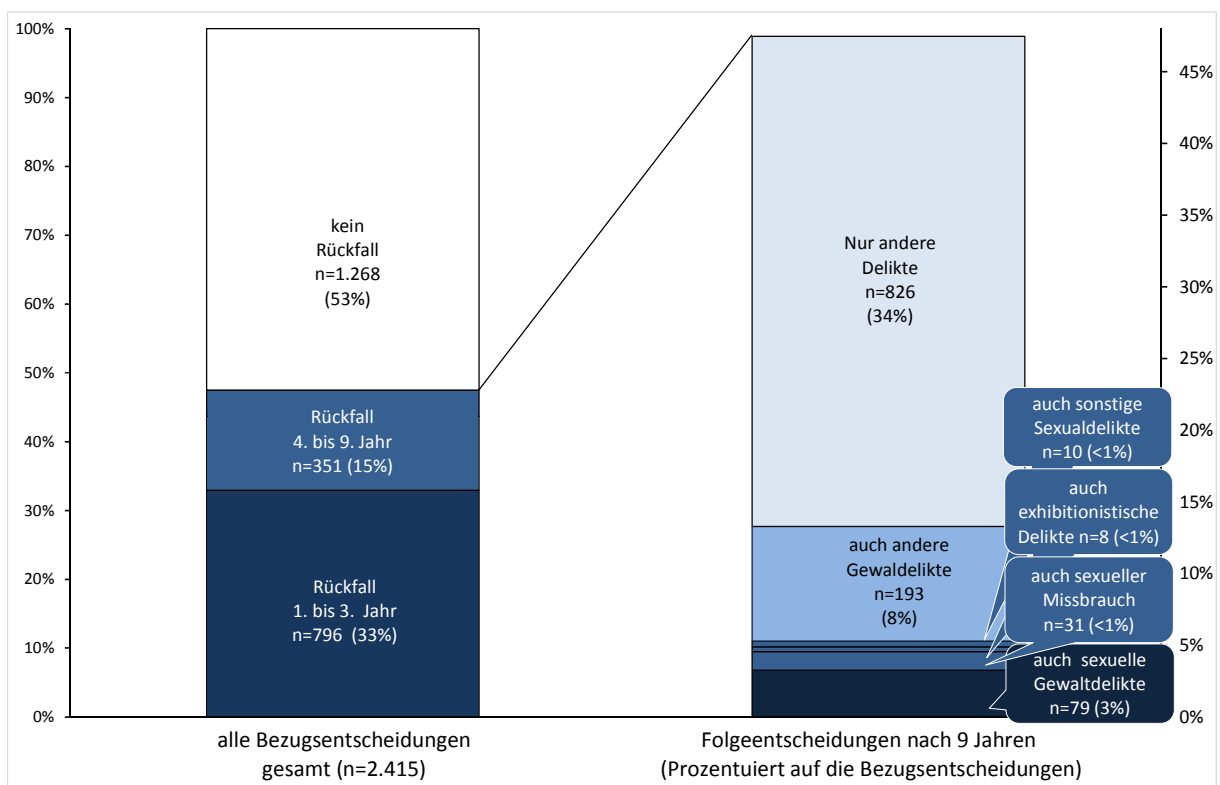 100%
90%
80%
70%
60%
50%
40%
30%
20%
10%
0%
kein
Rückfall
n=1.268
(53%)
Rückfall
4. bis 9. Jahr
n=351 (15%)
Rückfall
1. bis 3. Jahr
n=796 (33%)
alle Bezugsentscheidungen
gesamt (n=2.415)
Nur andere
Delikte
n=826
(34%)
auch andere
Gewaldelikte
n=193
(8%)
auch sonstige
Sexualdelikte
n=10 (<1%)
auch
exhibitionistische
Delikte n=8 (<1%)
auch sexueller
Missbrauch
n=31 (<1%)
auch sexuelle
Gewaltdelikte
n=79 (3%)
45%
40%
35%
30%
25%
20%
15%
10%
5%
0%
Folgeentscheidungen nach 9 Jahren
(Prozentuiert auf die Bezugsentscheidungen)